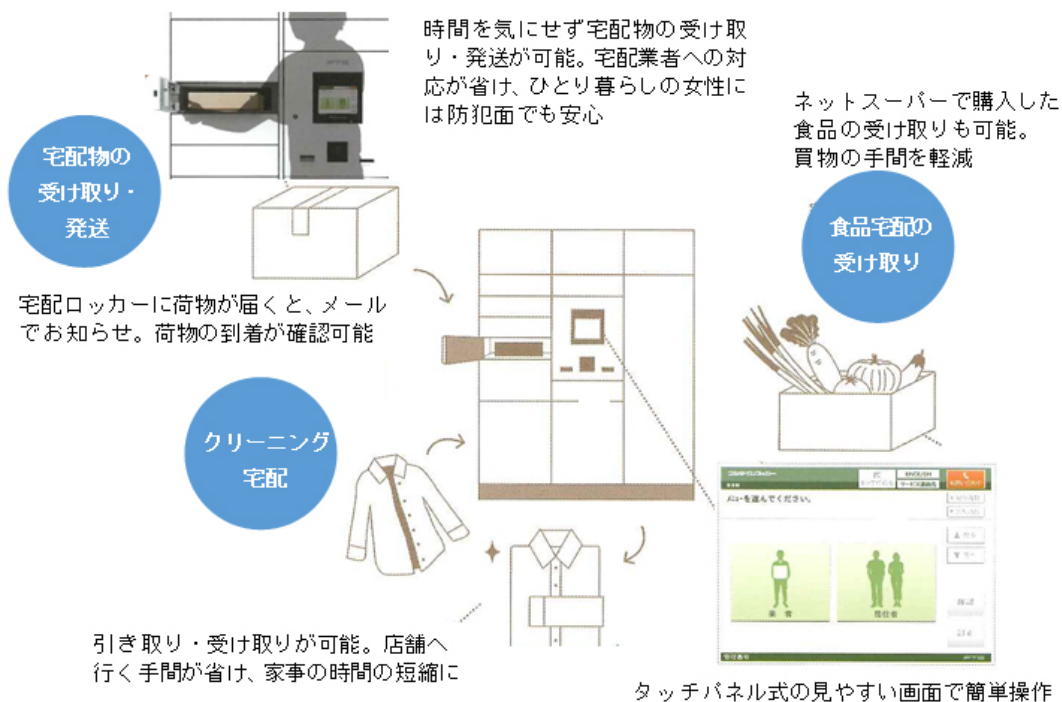 時間を気にせず宅配物の受け取
り・発送が可能。宅配業者への対
応が省け、ひとり暮らしの女性に
は防犯面でも安心
ネットスーパーで購入した
食品の受け取りも可能。
買物の手間を軽減
宅配物の
受け取り・
発送
食品宅配の
受け取り
宅配ロッカーに荷物が届くと、メール
でお知らせ。荷物の到着が確認可能
クリーニング
宅配
ENGLISH
メニューを選んでください。
業者
居住者
確認
引き取り・受け取りが可能。店舗へ
行く手間が省け、家事の時間の短縮に
タッチパネル式の見やすい画面で簡単操作